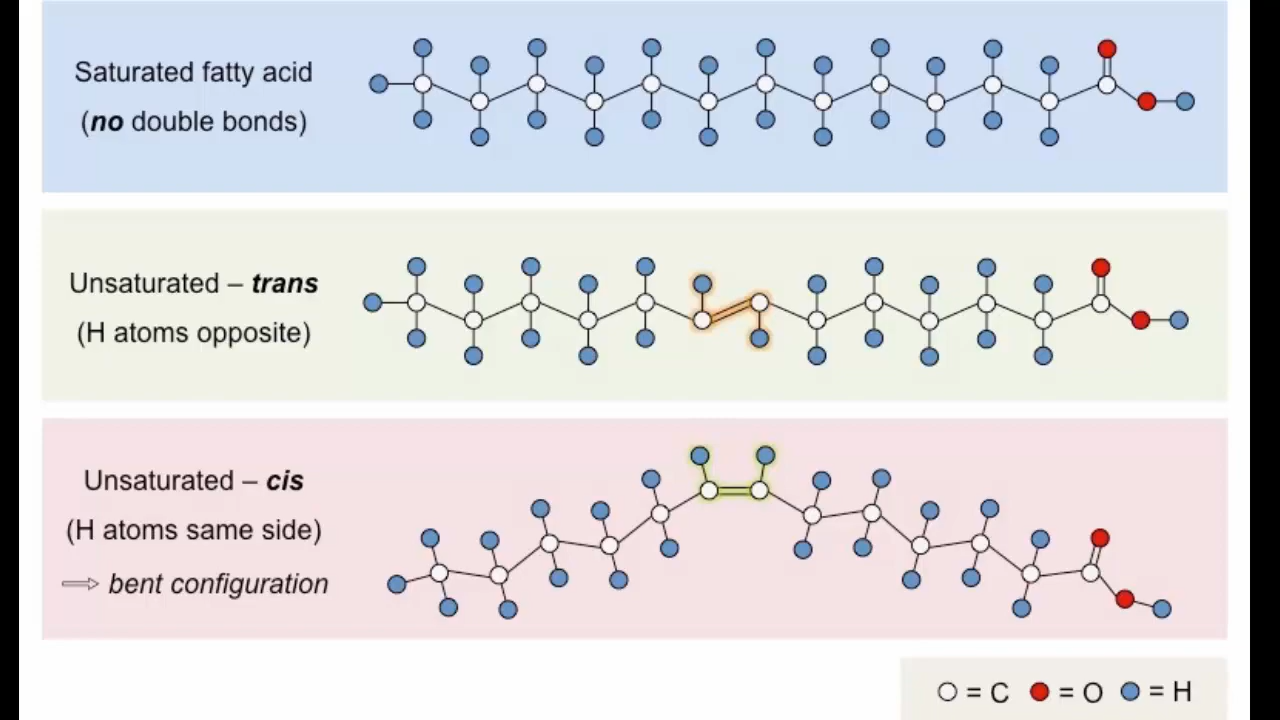 Saturated fatty acid
(no double bonds)
Unsaturated – trans
(H atoms opposite)
Unsaturated – cis
(H atoms same side)
⇒ bent configuration
= C = O = H